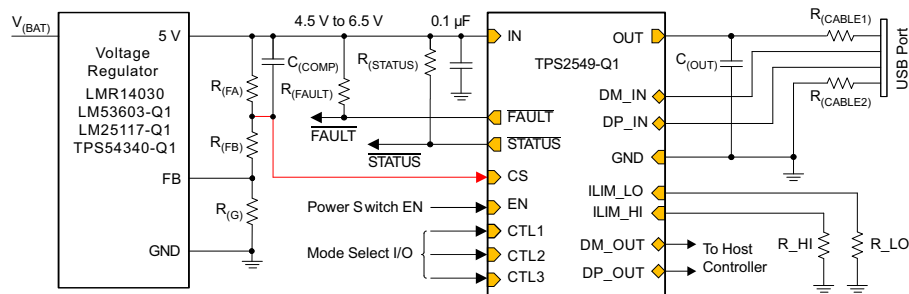 V(BAT)
Voltage
Regulator
LMR14030
LM53603-Q1
LM25117-Q1
TPS54340-Q1
5 V
FB
GND
4.5 V to 6.5 V
0.1 µF
R(FA)
C(COMP)
R(FAULT)
R(STATUS)
R(FB)
R(G)
FAULT
STATUS
Power Switch EN
Mode Select I/O
TPS2549-Q1
IN
FAULT
STATUS
CS
EN
CTL1
CTL2
CTL3
OUT
DM_IN
DP_IN
GND
ILIM_LO
ILIM_HI
DM_OUT
DP_OUT
C(OUT)
R(CABLE1)
R(CABLE2)
USB Port
R_HI
R_LO
To Host
Controller